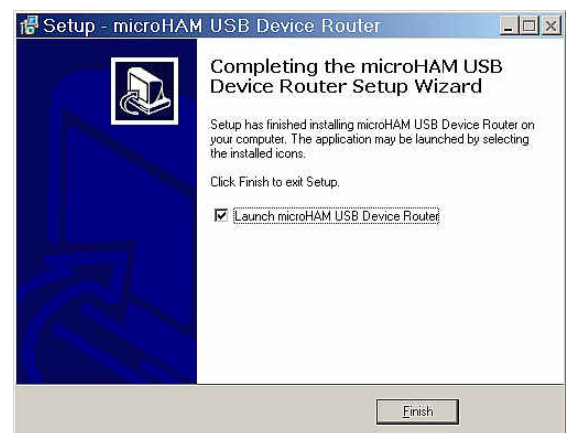 Setup - microHAM USB Device Router
Completing the microHAM USB
Device Router Setup Wizard
Setup has finished installing microHAM USB Device Router on
your computer. The application may be launched by selecting
the installed icons.
Click Finish to exit Setup.
Launch microHAM USB Device Router
Finish